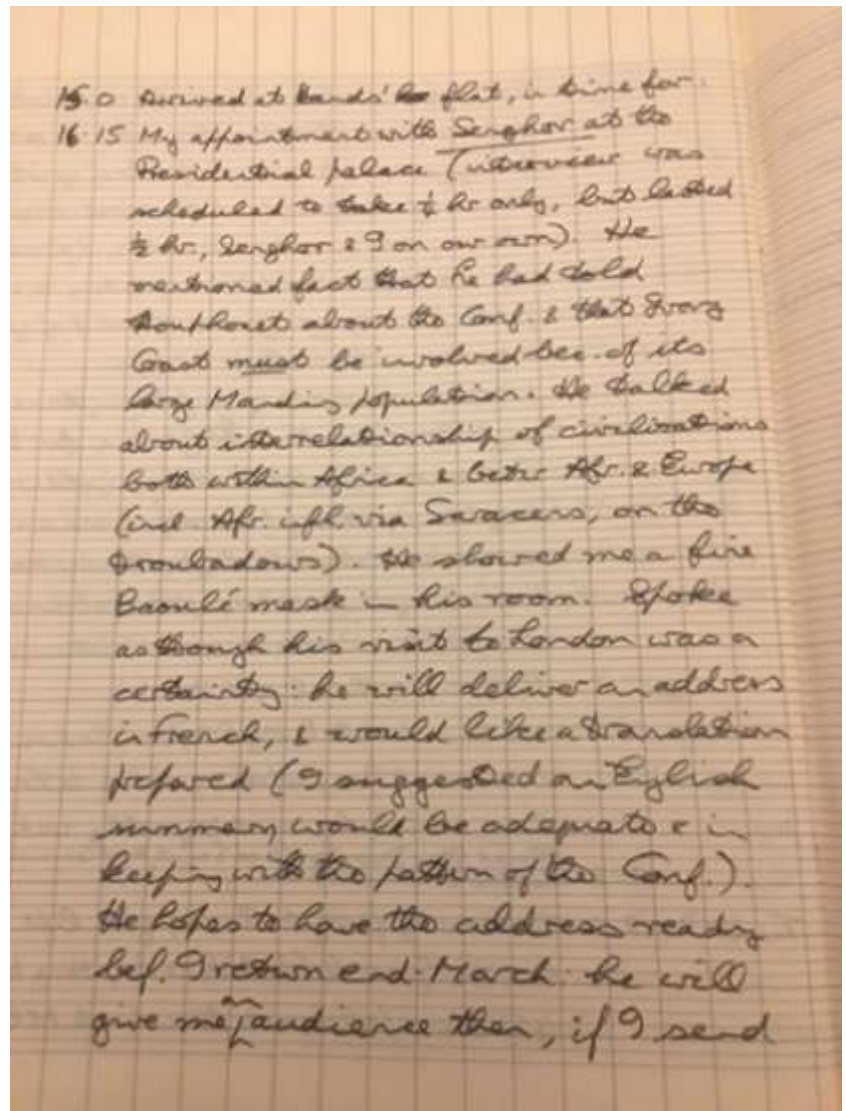 15 0 Arrived at Rands' flat, in time for
16 15 My appointment with Senghor at the
Presidential palace (interview was
scheduled to take ¼ hr only, but lasted
½ hr., Senghor & I on our own). He
mentioned fact that he had told
Houphouet about the Conf. & that Ivory
Coast must be involved bec. of its
large Manding population. He talked
about interrelationship of civilizations
both within Africa & betw Afr. & Europe
(incl. Afr. infl. via Saracens, on the
troubadours). He showed me a fine
Baoulé mask in his room. Spoke
as though his visit to London was a
certainty: he will deliver an address
in French, & would like a translation
prepared (I suggested an English
summary would be adequate & in
keeping with the pattern of the Conf.).
He hopes to have the address ready
bef. I return end-March: he will
give me an audience then, if I send